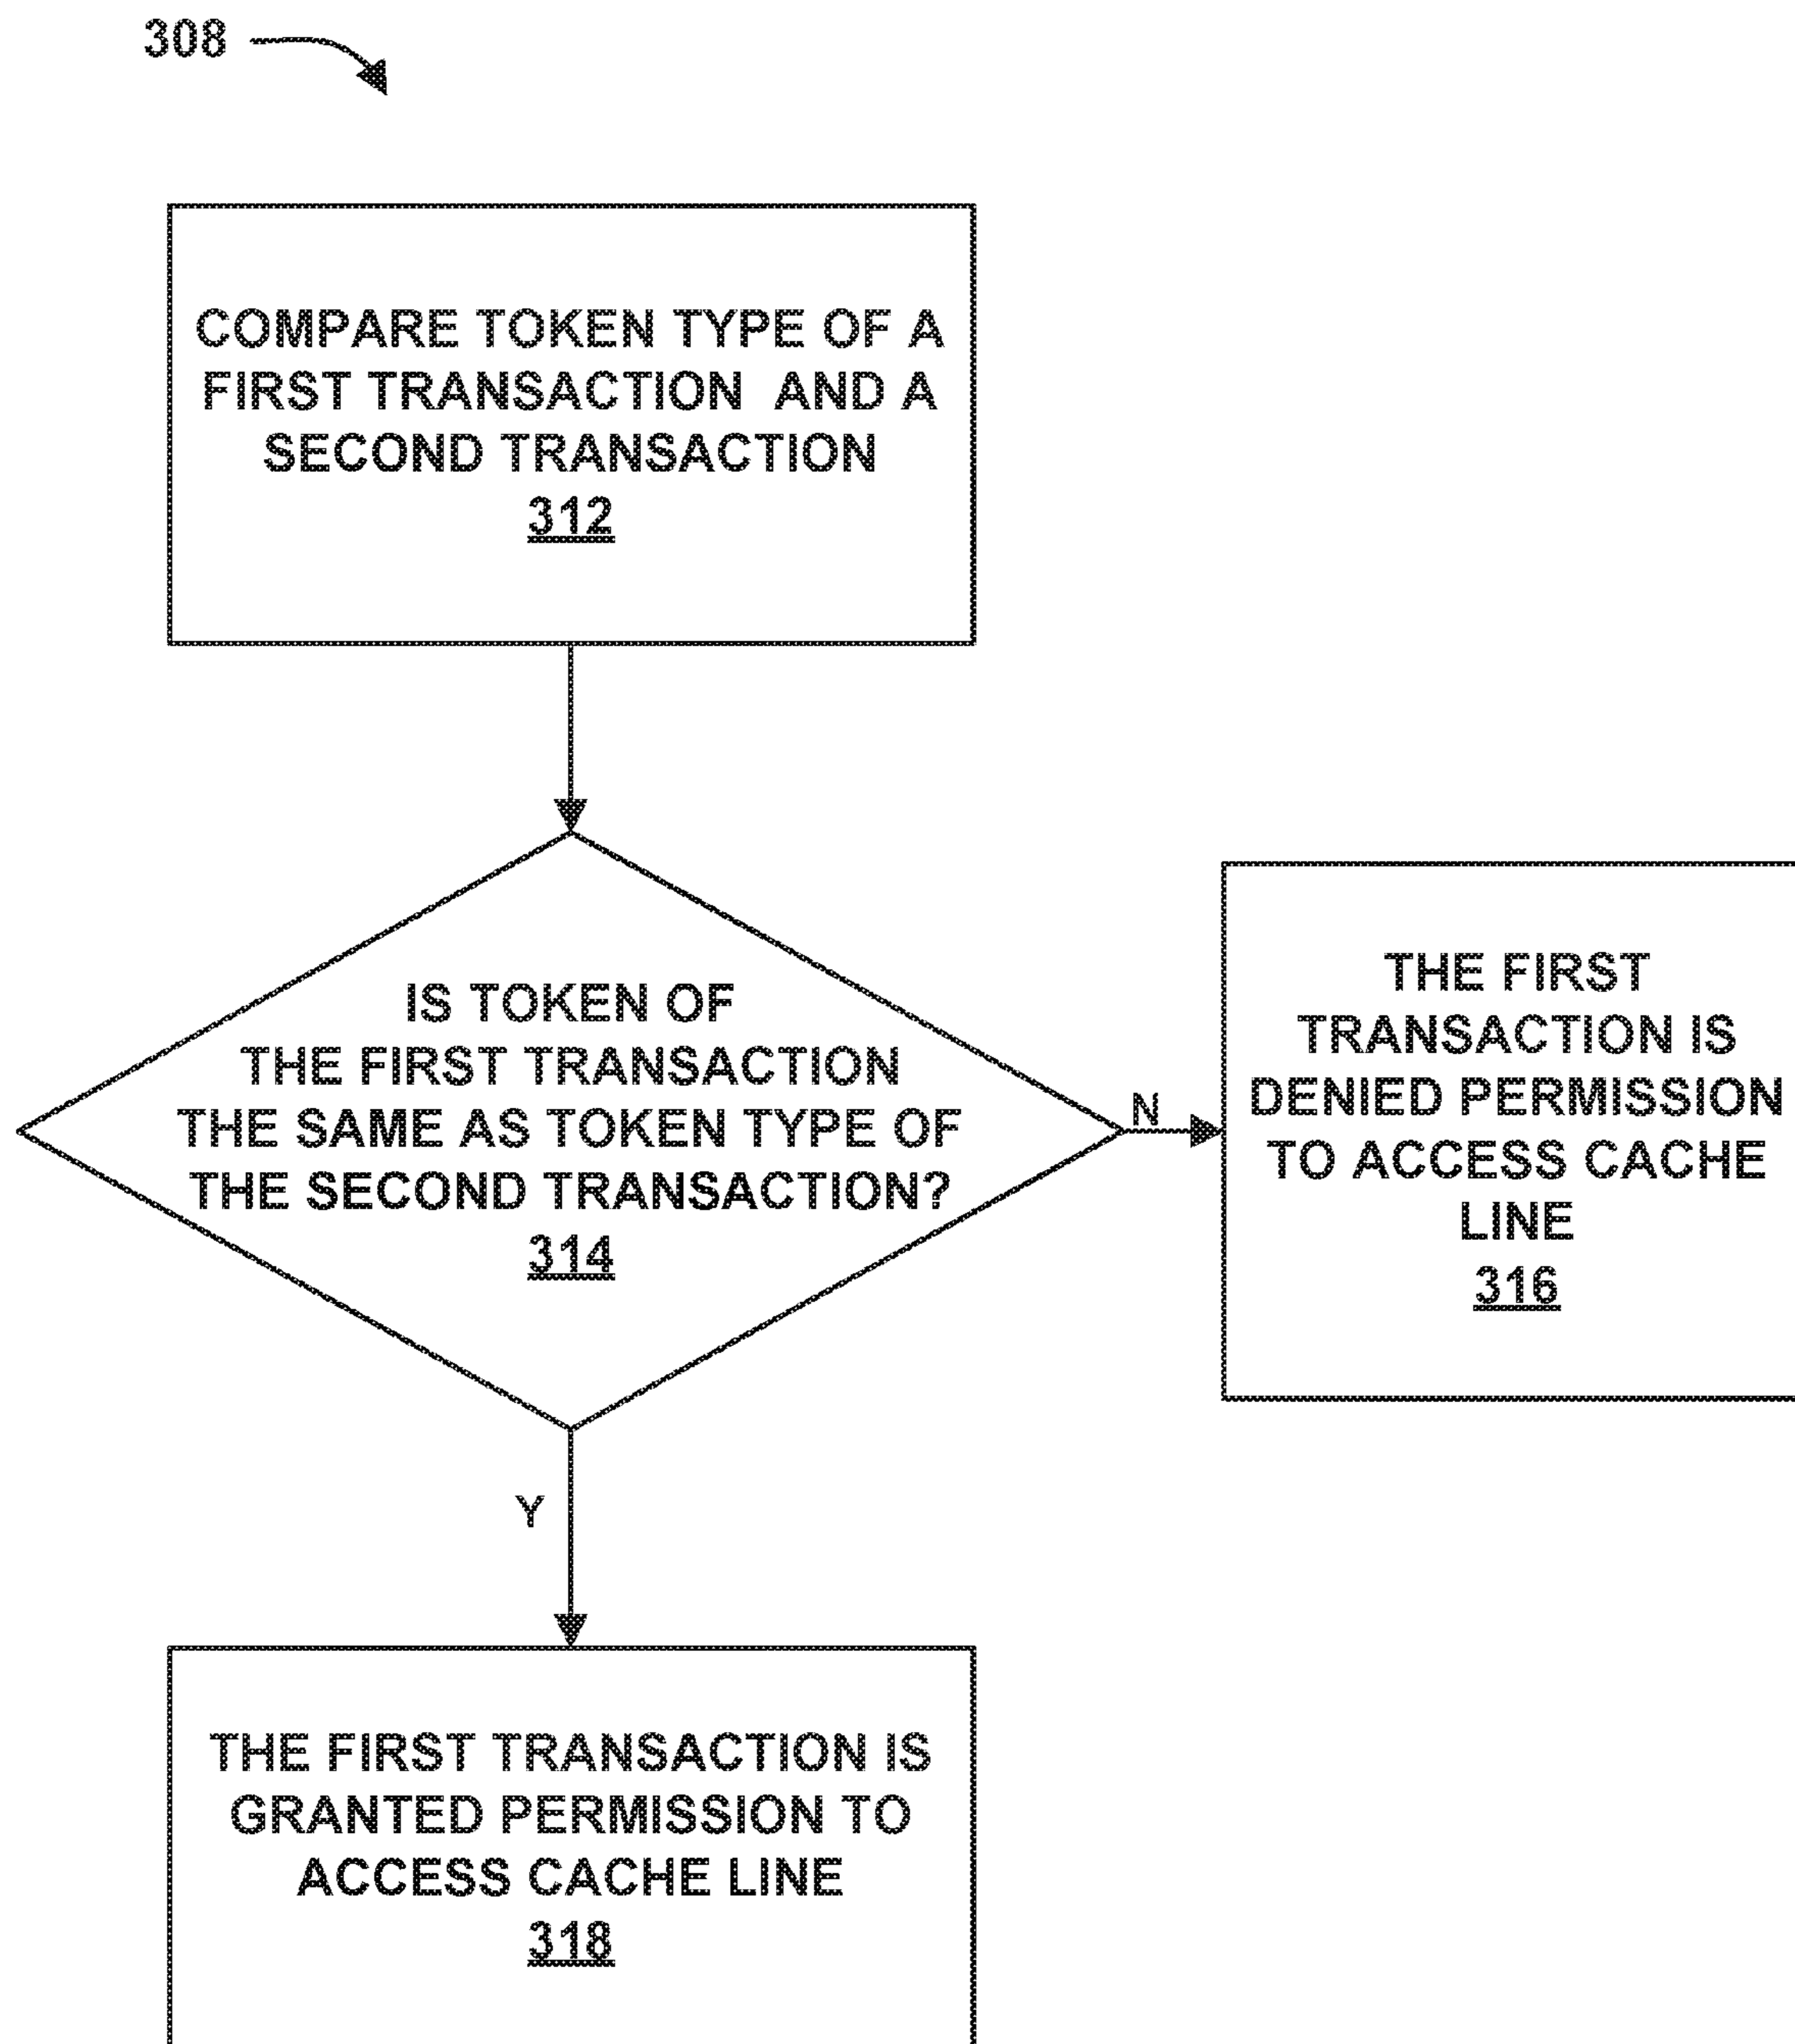 308
COMPARE TOKEN TYPE OF A
FIRST TRANSACTION AND A
SECOND TRANSACTION
312
IS TOKEN OF
THE FIRST TRANSACTION
THE SAME AS TOKEN TYPE OF
THE SECOND TRANSACTION?
314
N
THE FIRST
TRANSACTION IS
DENIED PERMISSION
TO ACCESS CACHE
LINE
316
Y
THE FIRST TRANSACTION IS
GRANTED PERMISSION TO
ACCESS CACHE LINE
318